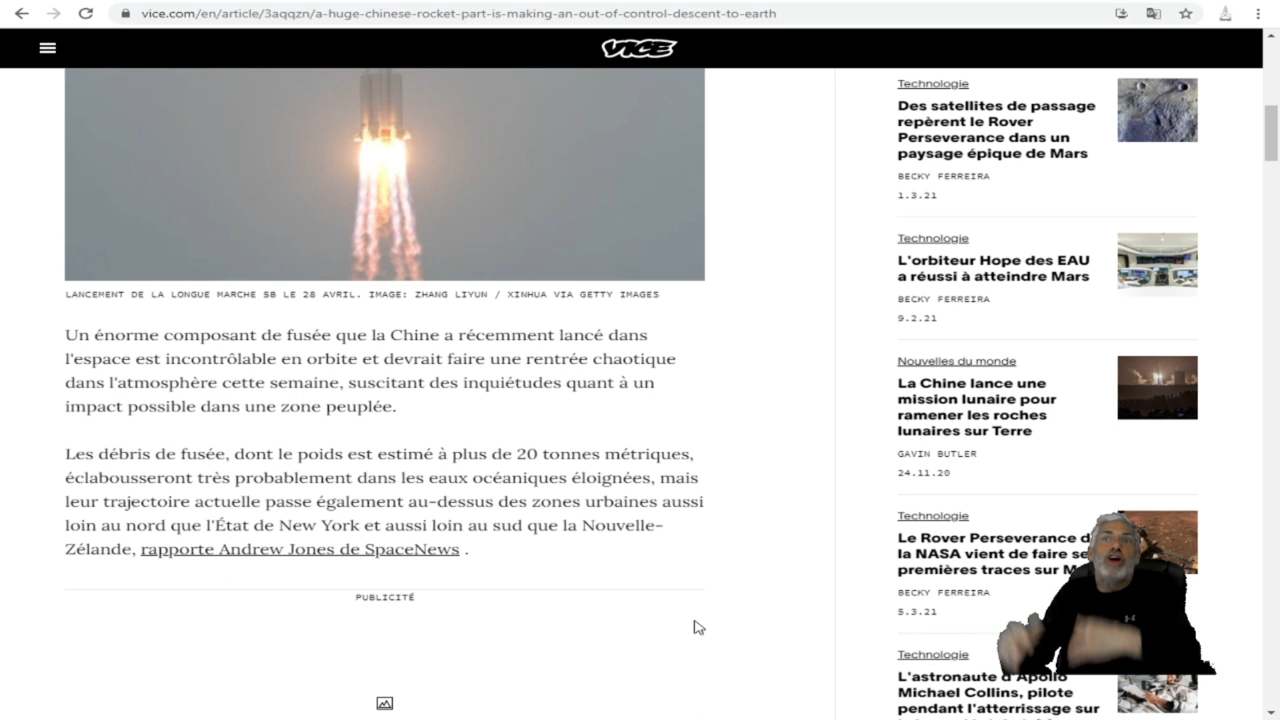 vice.com/en/article/3aqqzn/a-huge-chinese-rocket-part-is-making-an-out-of-control-descent-to-earth
VICE
LANCEMENT DE LA LONGUE MARCHE 5B LE 28 AVRIL. IMAGE: ZHANG LIYUN / XINHUA VIA GETTY IMAGES
Un énorme composant de fusée que la Chine a récemment lancé dans
l'espace est incontrôlable en orbite et devrait faire une rentrée chaotique
dans l'atmosphère cette semaine, suscitant des inquiétudes quant à un
impact possible dans une zone peuplée.
Les débris de fusée, dont le poids est estimé à plus de 20 tonnes métriques,
éclabousseront très probablement dans les eaux océaniques éloignées, mais
leur trajectoire actuelle passe également au-dessus des zones urbaines aussi
loin au nord que l'État de New York et aussi loin au sud que la Nouvelle-
Zélande, rapporte Andrew Jones de SpaceNews .
PUBLICITÉ
Technologie
Des satellites de passage
repèrent le Rover
Perseverance dans un
paysage épique de Mars
BECKY FERREIRA
1.3.21
Technologie
L'orbiteur Hope des EAU
a réussi à atteindre Mars
BECKY FERREIRA
9.2.21
Nouvelles du monde
La Chine lance une
mission lunaire pour
ramener les roches
lunaires sur Terre
GAVIN BUTLER
24.11.20
Technologie
Le Rover Perseverance d
la NASA vient de faire se
premières traces sur M
BECKY FERREIRA
5.3.21
Technologie
L'astronaute d'Apollo
Michael Collins, pilote
pendant l'atterrissage sur